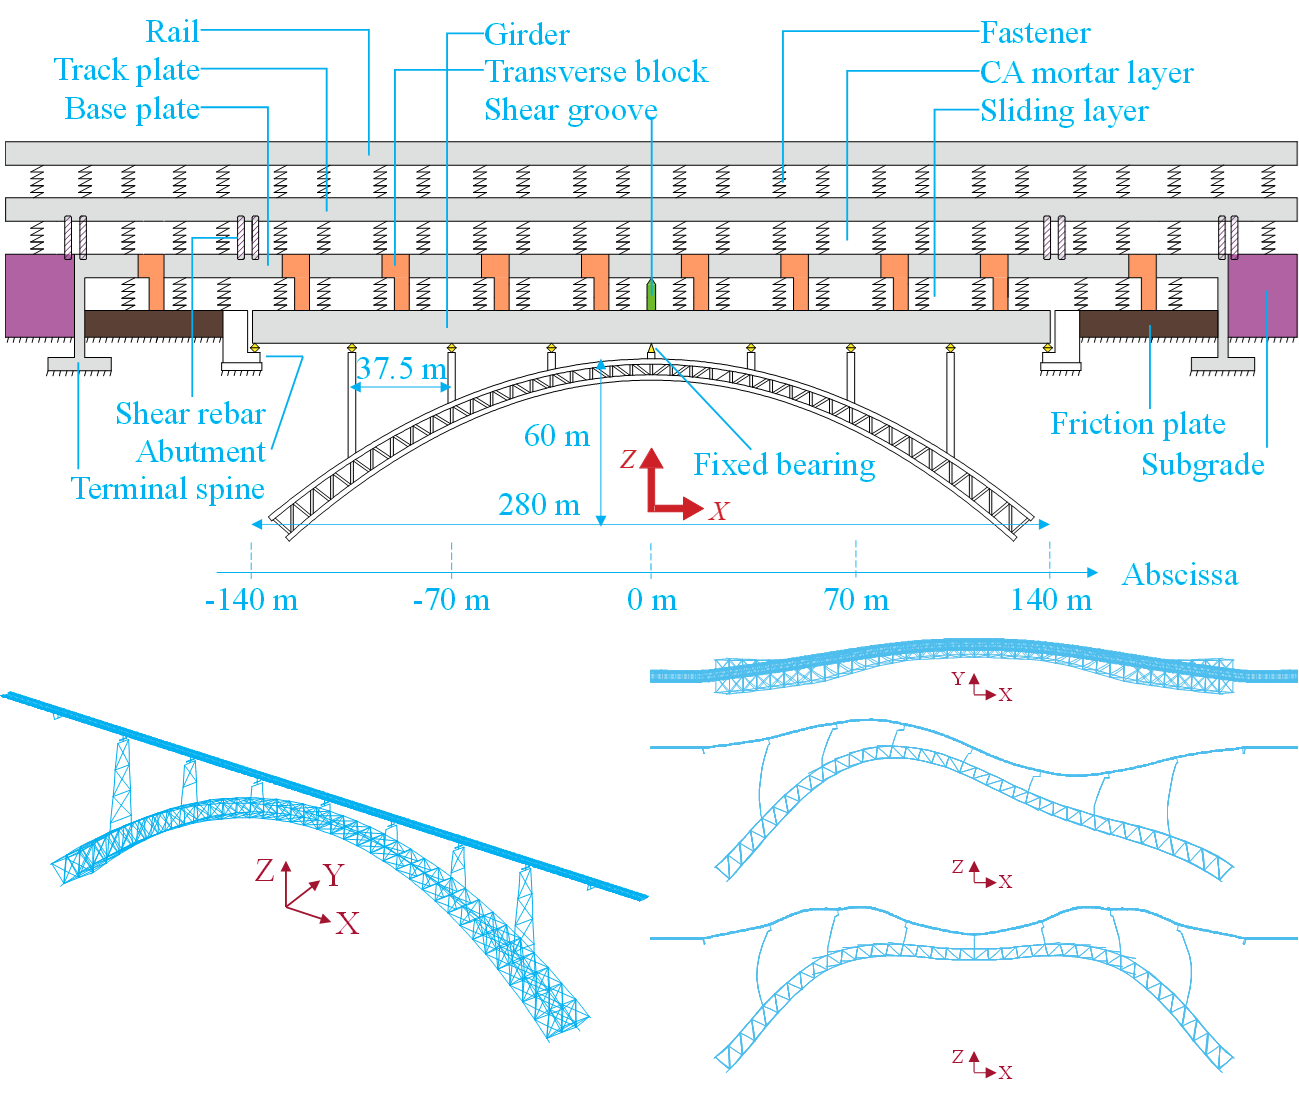 Rail
Track plate
Base plate
Girder
Transverse block
Shear groove
Fastener
CA mortar layer
Sliding layer
37.5 m
60 m
280 m
Z
X
Shear rebar
Abutment
Terminal spine
Fixed bearing
Friction plate
Subgrade
Abscissa
-140 m
-70 m
0 m
70 m
140 m
Z
Y
X
Y
X
Z
X
Z
X